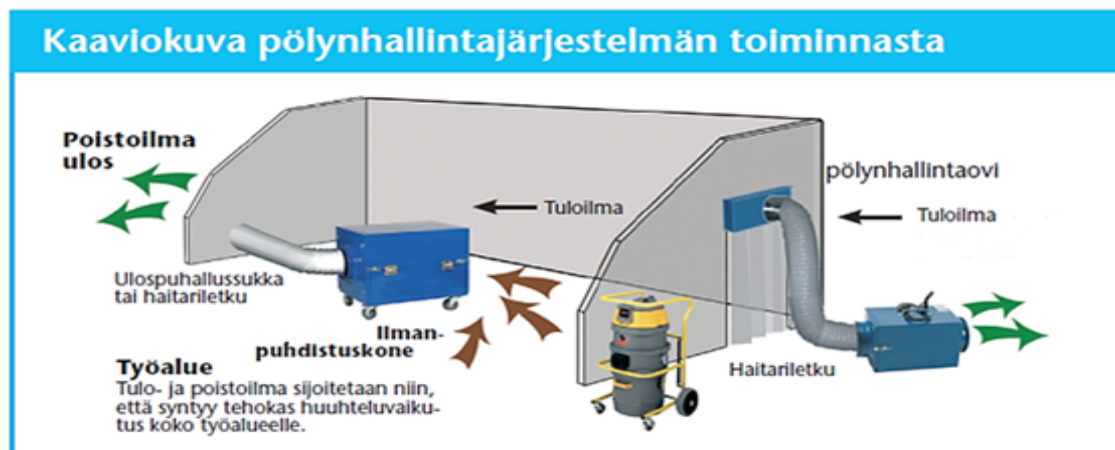 Kaaviokuva pölynhallintajärjestelmän toiminnasta
Poistoilma
ulos
pölynhallintaovi
Tuloilma
Tuloilma
Ulospuhallussukka
tai haitariletku
Ilman-
puhdistuskone
Haitariletku
Työalue
Tulo- ja poistoilma sijoitetaan niin,
että syntyy tehokas huuhteluvaiku-
tus koko työalueelle.